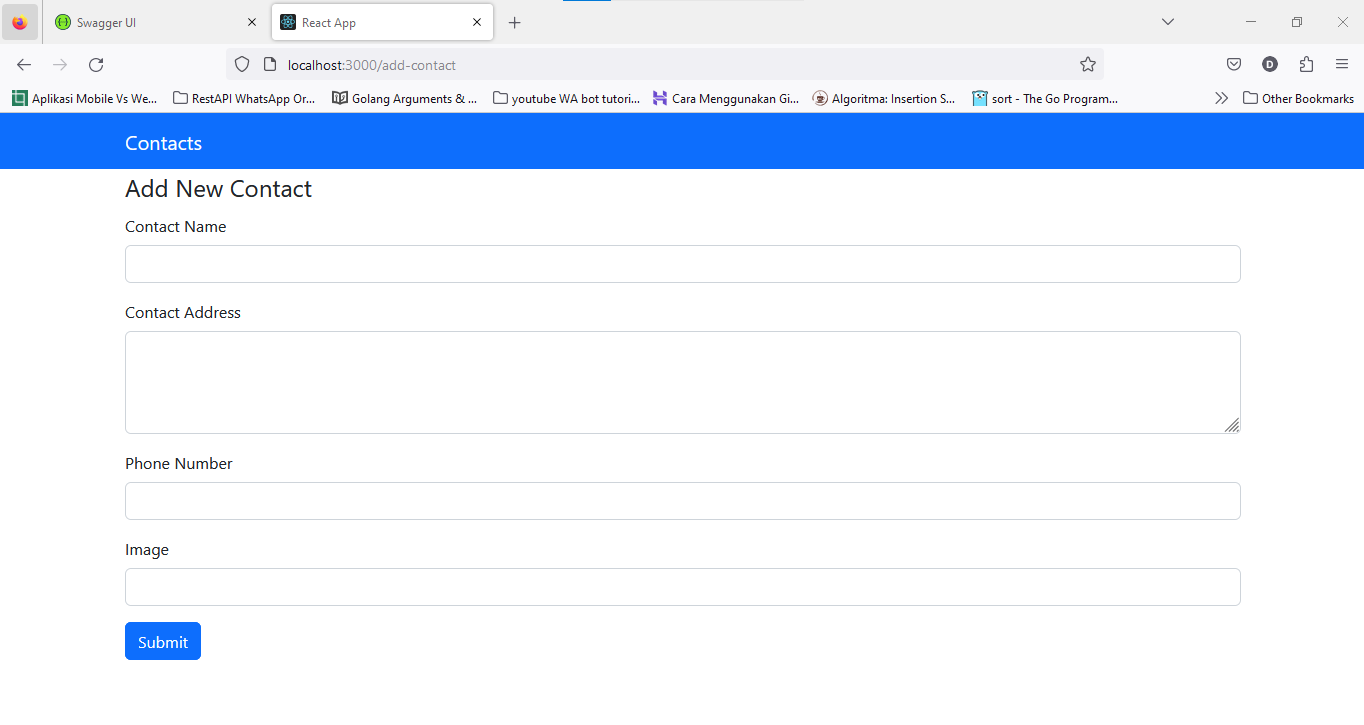 Swagger UI
React App
localhost:3000/add-contact
D
Aplikasi Mobile Vs We...
RestAPI WhatsApp Or...
Golang Arguments & ...
youtube WA bot tutori...
Cara Menggunakan Gi...
Algoritma: Insertion S...
sort - The Go Program...
Other Bookmarks
Contacts
Add New Contact
Contact Name
Contact Address
Phone Number
Image
Submit